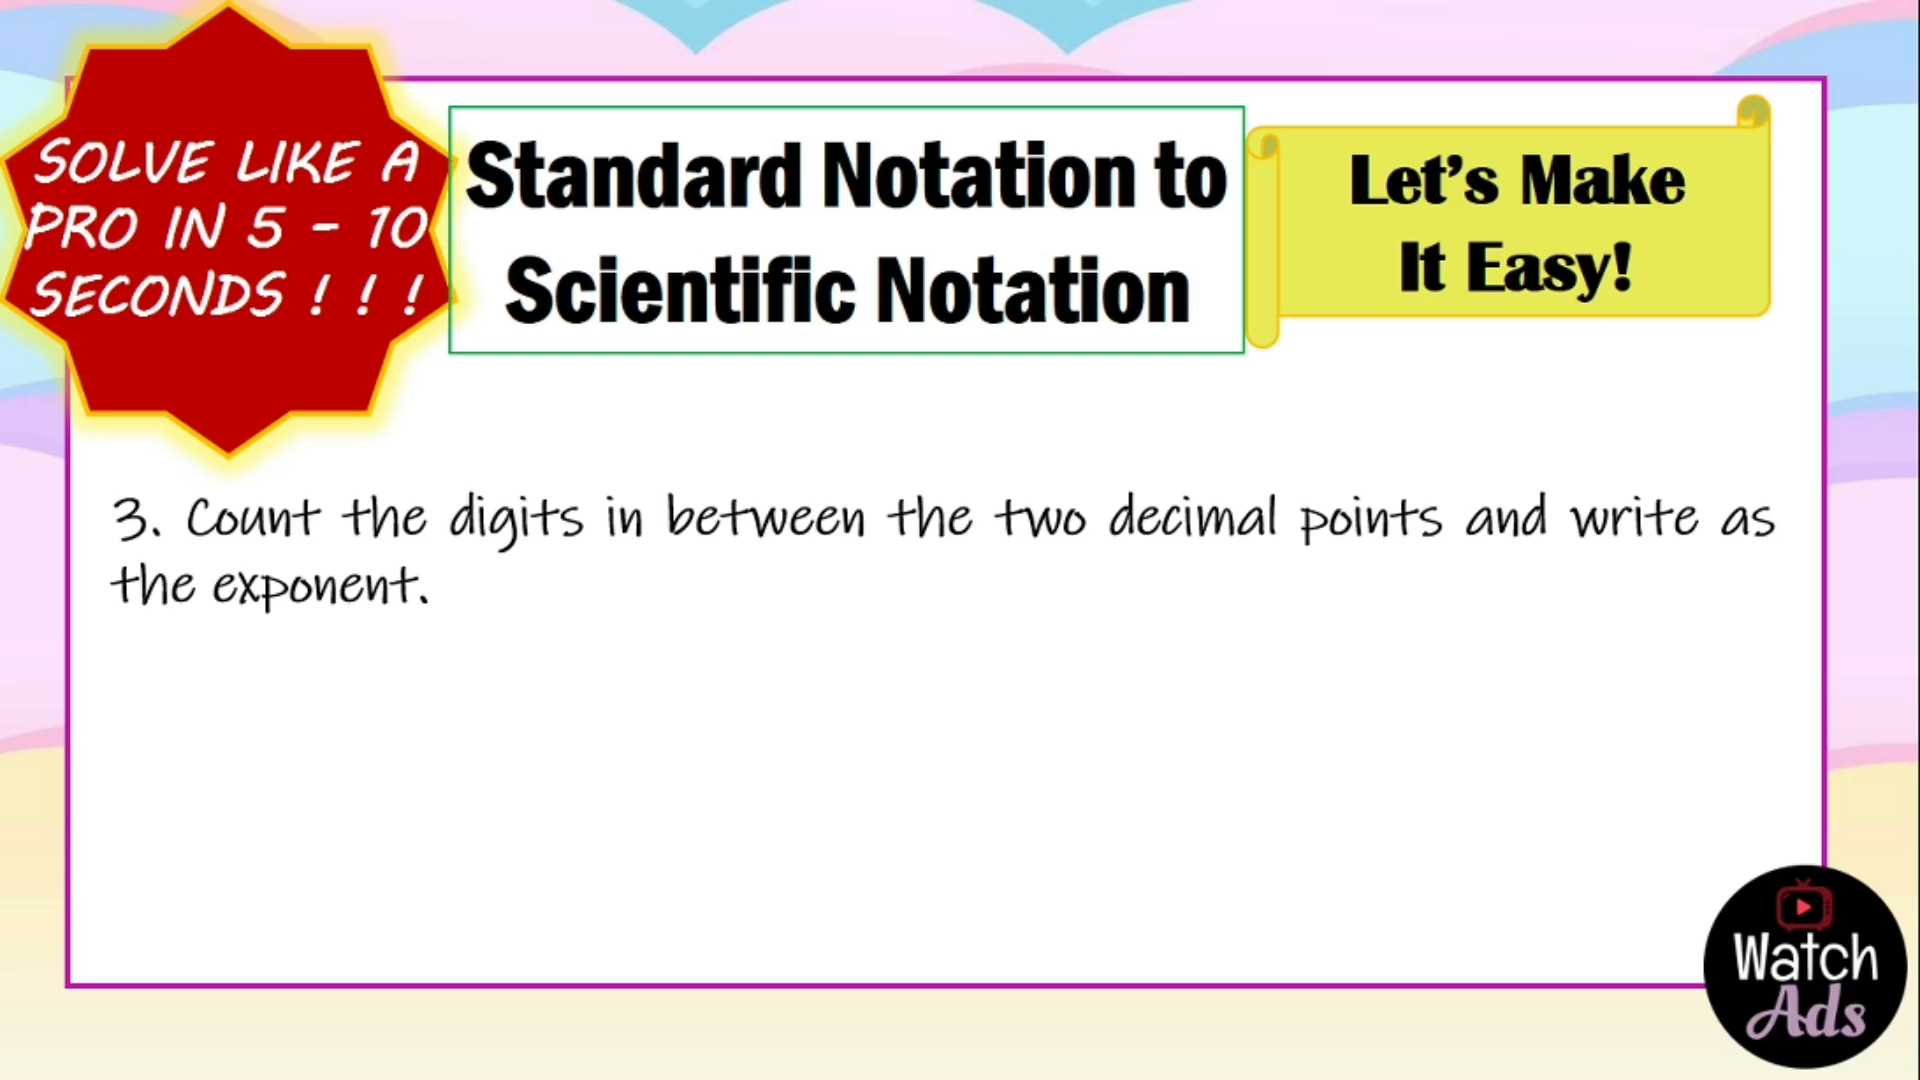 SOLVE LIKE A
PRO IN 5 - 10
SECONDS ! ! !
Standard Notation to
Scientific Notation
Let's Make
It Easy!
3. Count the digits in between the two decimal points and write as
the exponent.
Watch
Ads